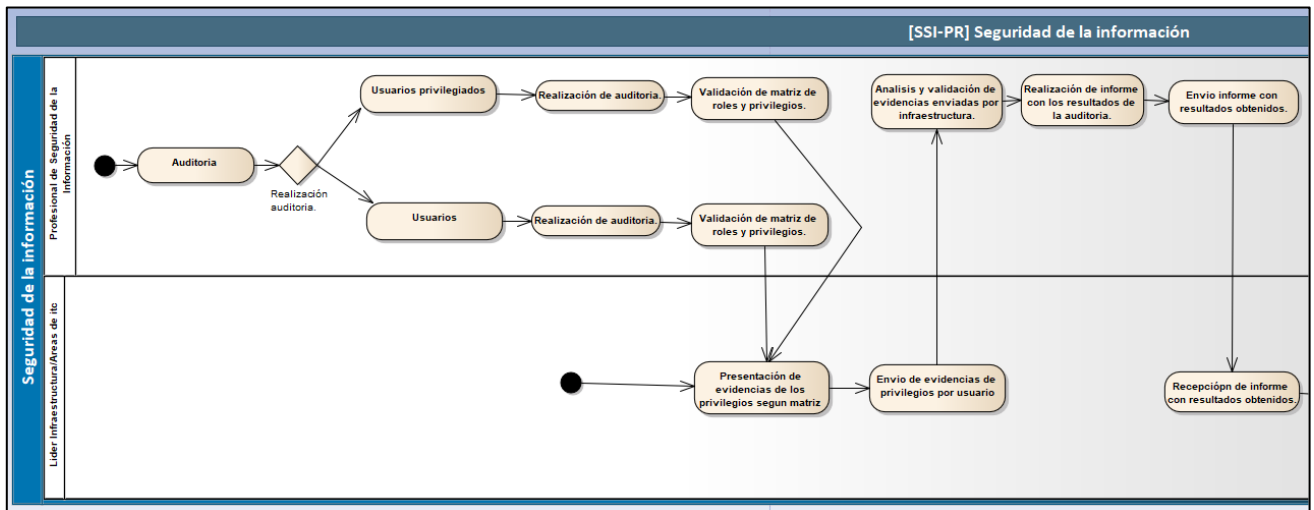 [SSI-PR] Seguridad de la información
Seguridad de la información
Profesional de Seguridad de la
Información
Auditoria
Realización
auditoria.
Usuarios privilegiados
Realización de auditoria.
Validación de matriz de
roles y privilegios.
Usuarios
Realización de auditoria.
Validación de matriz de
roles y privilegios.
Analisis y validación de
evidencias enviadas por
infraestructura.
Realización de informe
con los resultados de
la auditoria.
Envio informe con
resultados obtenidos.
Lider Infraestructura/Areas de itc
Presentación de
evidencias de los
privilegios segun matriz
Envio de evidencias de
privilegios por usuario
Recepciópn de informe
con resultados obtenidos.